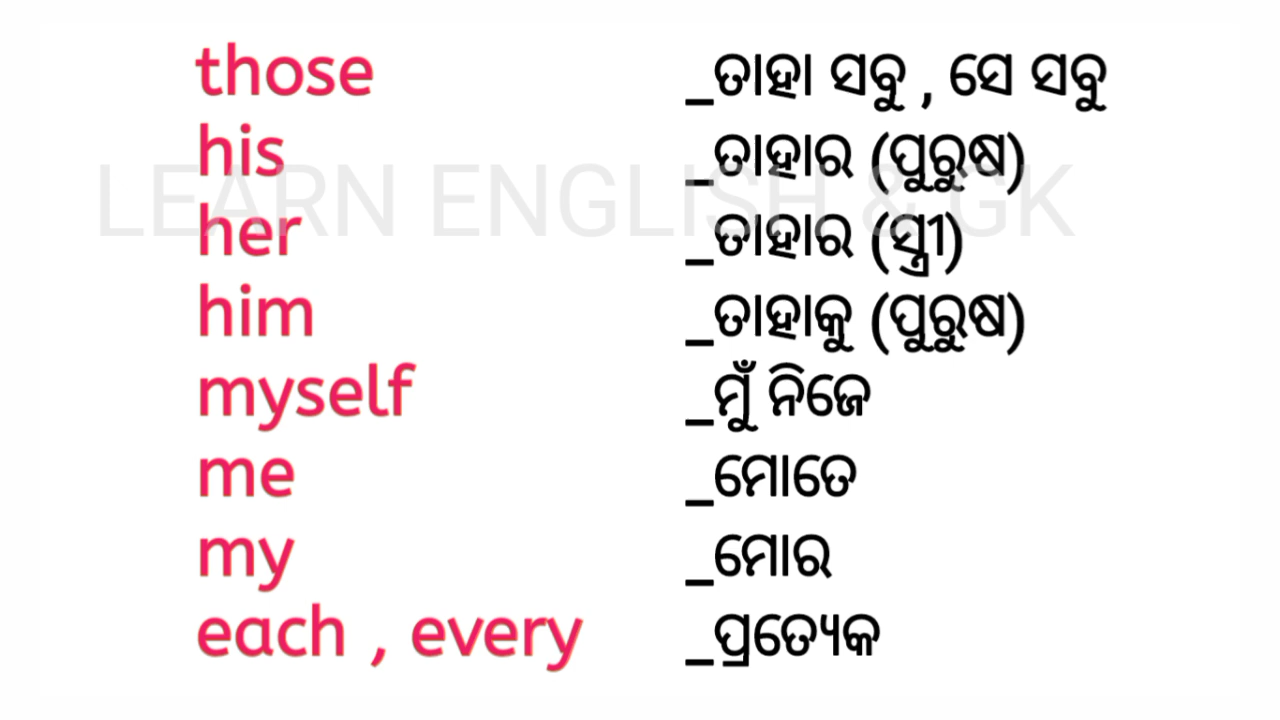 those _ତାହା ସବୁ , ସେ ସବୁ
his _ତାହାର (ପୁରୁଷ)
LEARN ENGLISH & GK
her _ତାହାର (ସ୍ତ୍ରୀ)
him _ତାହାକୁ (ପୁରୁଷ)
myself _ମୁଁ ନିଜେ
me _ମୋତେ
my _ମୋର
each , every _ପ୍ରତ୍ୟେକ